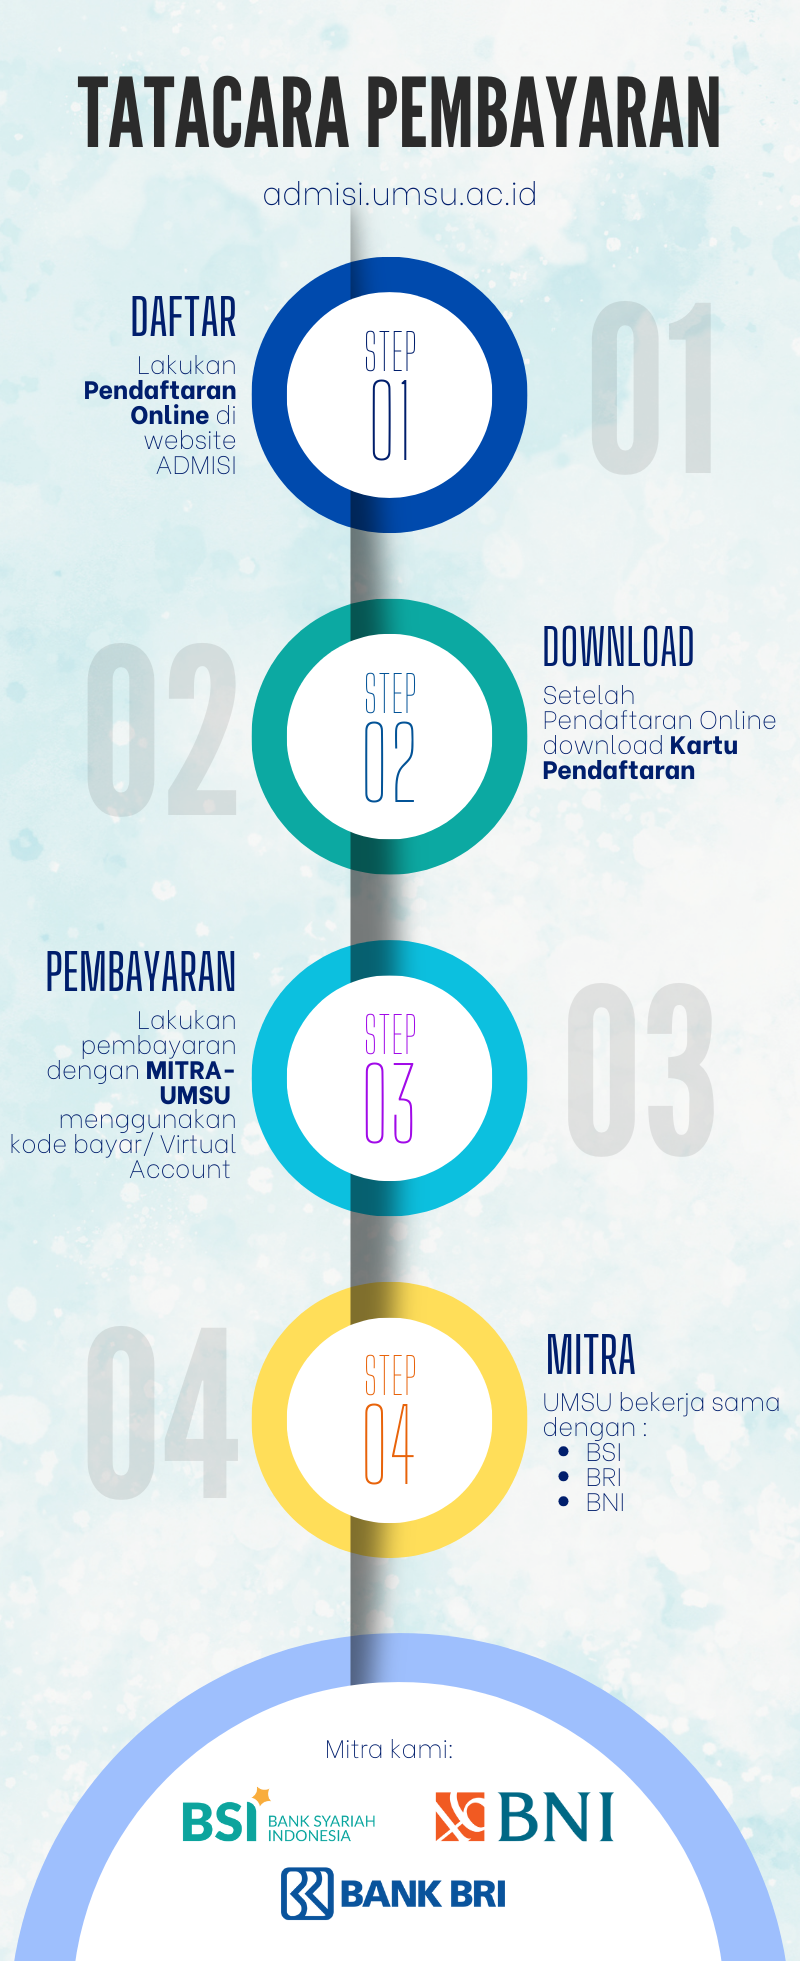 TATACARA PEMBAYARAN
admisi.umsu.ac.id
DAFTAR
Lakukan
Pendaftaran
Online di
website
ADMISI
STEP
01
01
02
STEP
02
DOWNLOAD
Setelah
Pendaftaran Online
download Kartu
Pendaftaran
PEMBAYARAN
Lakukan
pembayaran
dengan MITRA-
UMSU
menggunakan
kode bayar/ Virtual
Account
STEP
03
03
04
STEP
04
MITRA
UMSU bekerja sama
dengan :
• BSI
• BRI
• BNI
Mitra kami:
BSI BANK SYARIAH
INDONESIA
BNI
BANK BRI